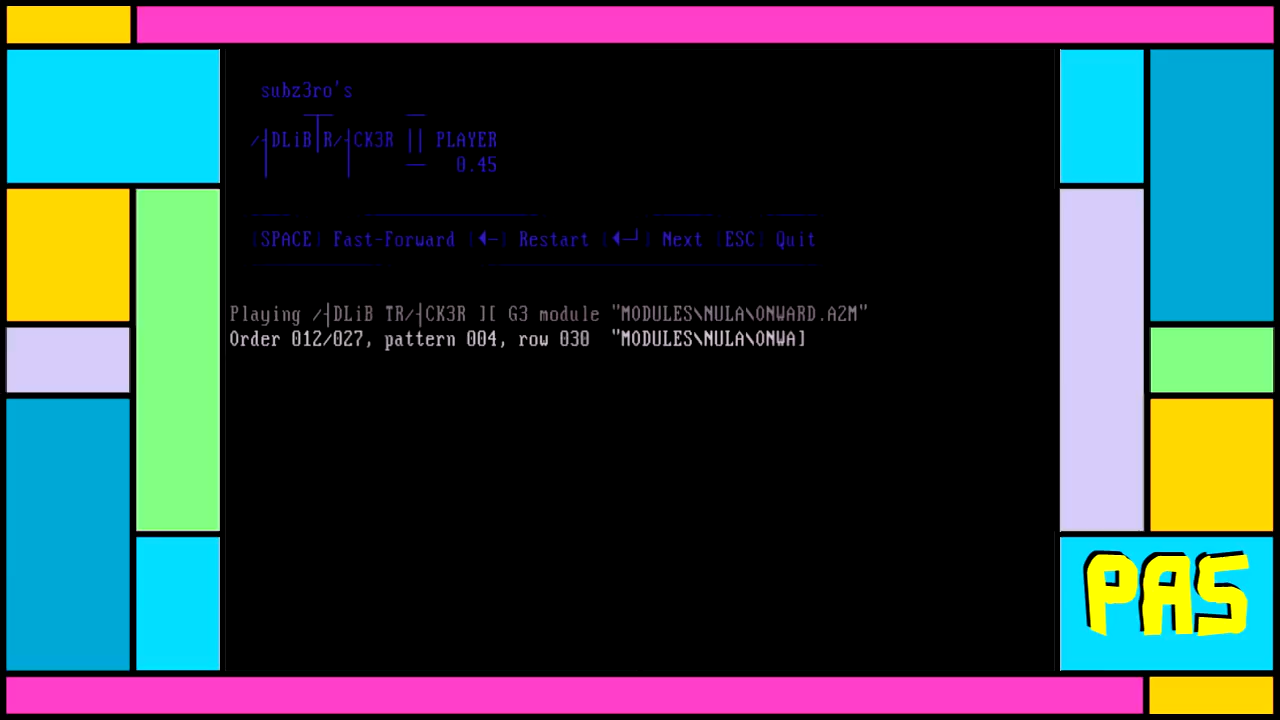 subz3ro's
/┤DLiB TR/┤CK3R || PLAYER
0.45
[SPACE] Fast-Forward [◄─] Restart [◄─┘] Next [ESC] Quit
Playing /┤DLiB TR/┤CK3R ][ G3 module "MODULES\NULA\ONWARD.A2M"
Order 012/027, pattern 004, row 030 "MODULES\NULA\ONWA]
PAS